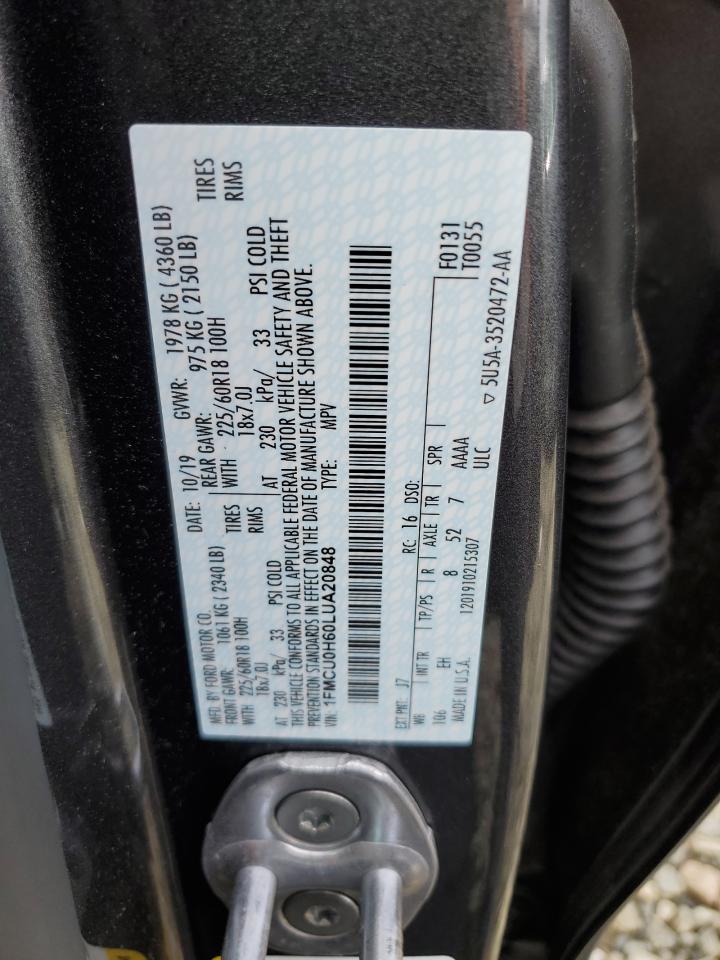 MFD. BY FORD MOTOR CO. DATE: 10/19 GVWR: 1978 KG ( 4360 LB)
FRONT GAWR: 1061 KG ( 2340 LB) REAR GAWR: 975 KG ( 2150 LB)
WITH 225/60R18 100H TIRES WITH 225/60R18 100H TIRES
18x7.0J RIMS 18x7.0J RIMS
AT 230 kPa/ 33 PSI COLD AT 230 kPa/ 33 PSI COLD
THIS VEHICLE CONFORMS TO ALL APPLICABLE FEDERAL MOTOR VEHICLE SAFETY AND THEFT
PREVENTION STANDARDS IN EFFECT ON THE DATE OF MANUFACTURE SHOWN ABOVE.
VIN: 1FMCU0H60LUA20848 TYPE: MPV
EXT PNT: J7 RC: 16 DSO: F0131
WB INT TR TP/PS R AXLE TR SPR T0055
106 EH 8 52 7 AAAA
MADE IN U.S.A. 1201910215307 ULC ▽ 5U5A-3520472-AA